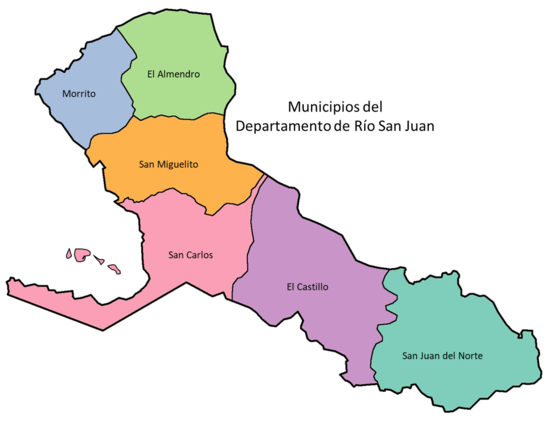 El Almendro
Morrito
Municipios del
Departamento de Río San Juan
San Miguelito
San Carlos
El Castillo
San Juan del Norte